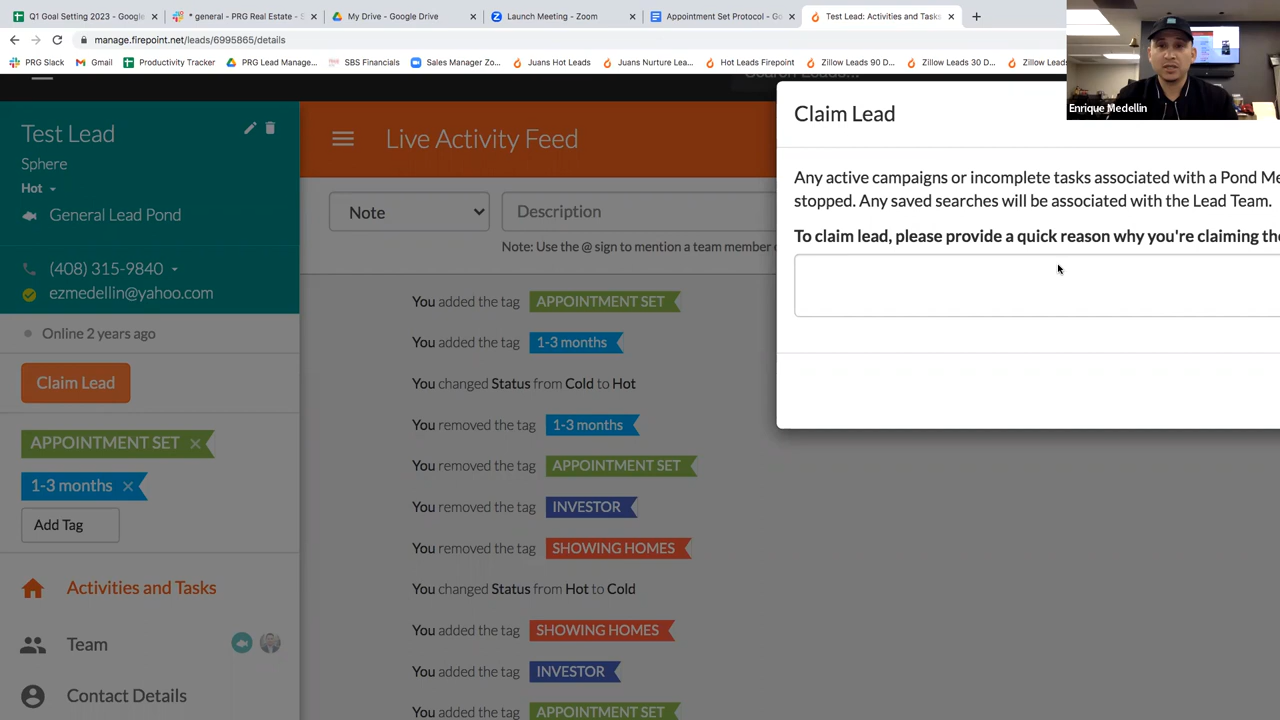 Q1 Goal Setting 2023 - Google
* general - PRG Real Estate - S
My Drive - Google Drive
Launch Meeting - Zoom
Appointment Set Protocol - Go
Test Lead: Activities and Tasks
manage.firepoint.net/leads/6995865/details
PRG Slack
Gmail
Productivity Tracker
PRG Lead Manage...
SBS Financials
Sales Manager Zo...
Juans Hot Leads
Juans Nurture Lea...
Hot Leads Firepoint
Zillow Leads 90 D...
Zillow Leads 30 D...
Zillow Lead
Enrique Medellin
Search Leads...
Test Lead
Sphere
Hot
General Lead Pond
(408) 315-9840
ezmedellin@yahoo.com
Online 2 years ago
Claim Lead
APPOINTMENT SET ×
1-3 months ×
Add Tag
Activities and Tasks
Team
Contact Details
Live Activity Feed
Note
Description
Note: Use the @ sign to mention a team member o
You added the tag APPOINTMENT SET
You added the tag 1-3 months
You changed Status from Cold to Hot
You removed the tag 1-3 months
You removed the tag APPOINTMENT SET
You removed the tag INVESTOR
You removed the tag SHOWING HOMES
You changed Status from Hot to Cold
You added the tag SHOWING HOMES
You added the tag INVESTOR
You added the tag APPOINTMENT SET
Claim Lead
Any active campaigns or incomplete tasks associated with a Pond Me
stopped. Any saved searches will be associated with the Lead Team.
To claim lead, please provide a quick reason why you're claiming the